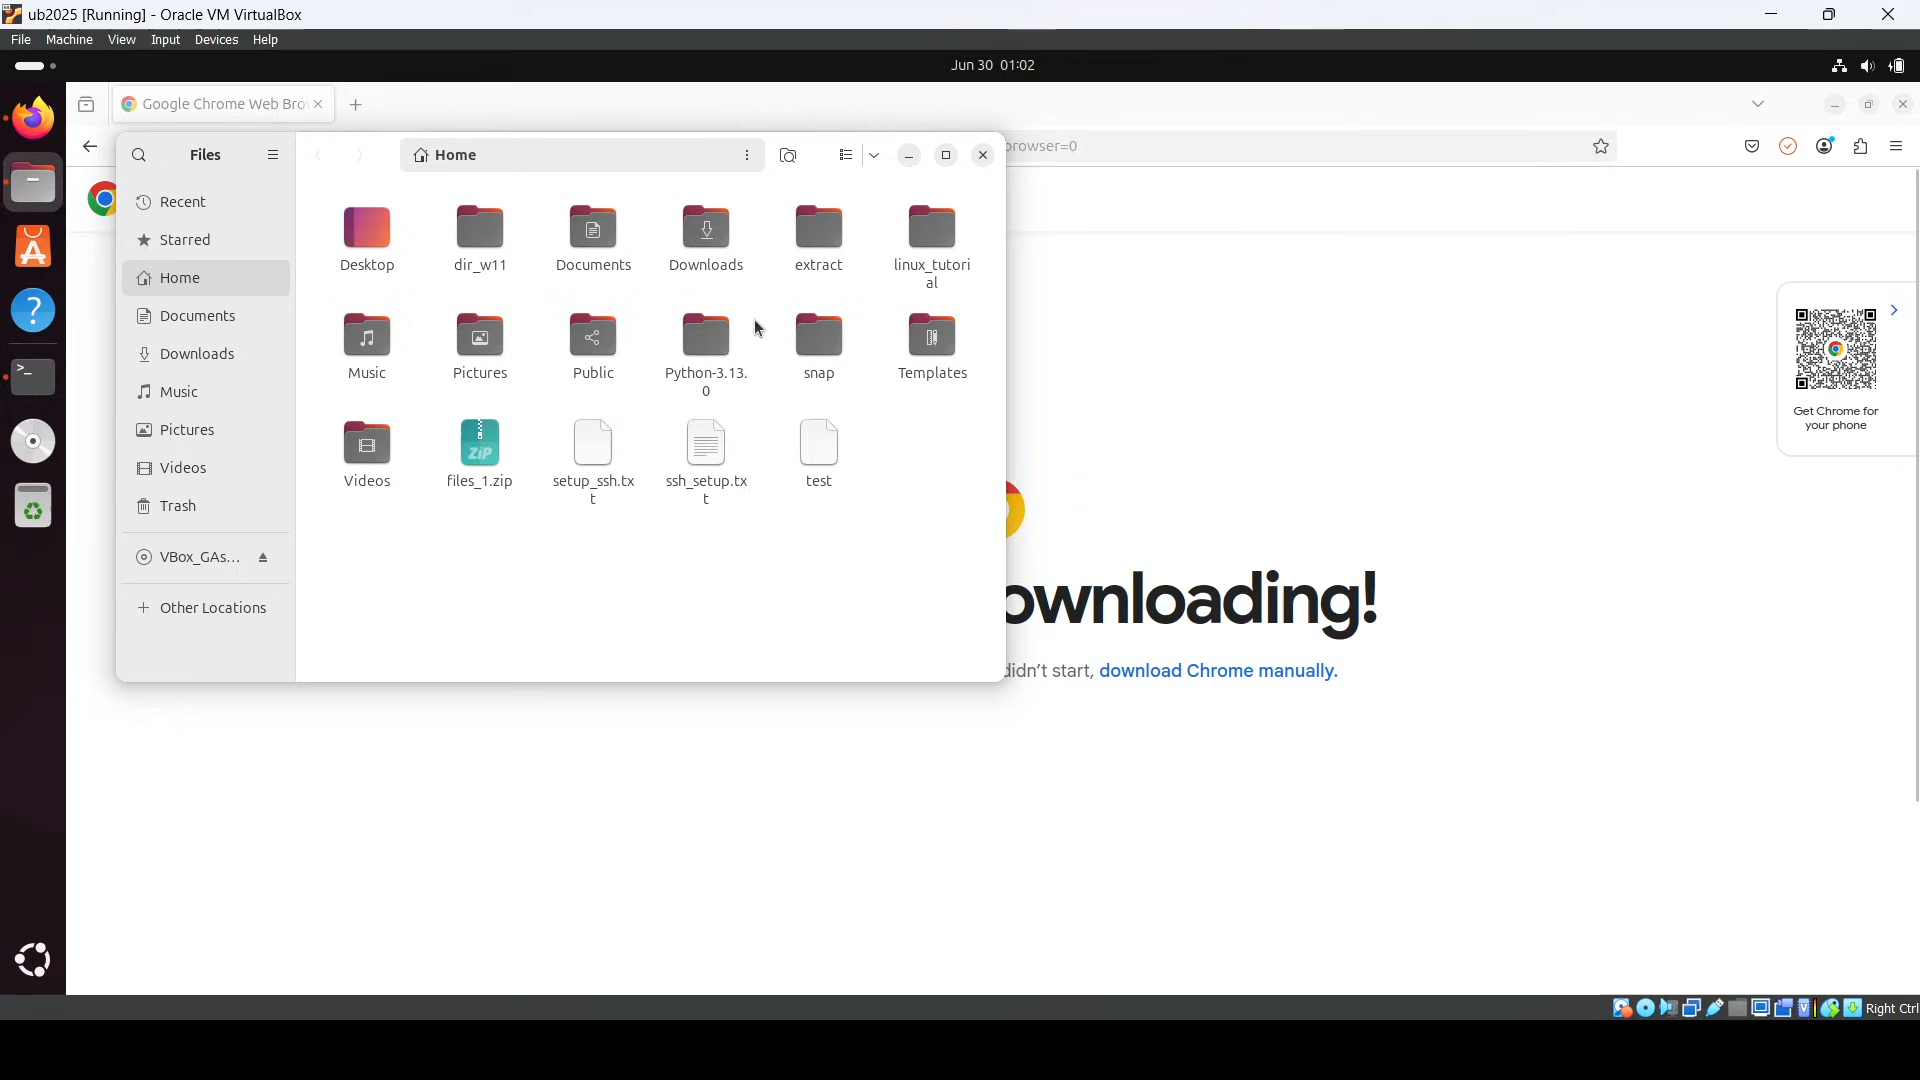 ub2025 [Running] - Oracle VM VirtualBox
File Machine View Input Devices Help
Jun 30 01:02
Google Chrome Web Bro
rowser=0
Files
Home
Recent
Starred
Home
Documents
Downloads
Music
Pictures
Videos
Trash
VBox_GAs...
Other Locations
Desktop
dir_w11
Documents
Downloads
extract
linux_tutori
al
Music
Pictures
Public
Python-3.13.
0
snap
Templates
Videos
ZIP
files_1.zip
setup_ssh.tx
t
ssh_setup.tx
t
test
Get Chrome for
your phone
ownloading!
didn't start, download Chrome manually.
Right Ctrl